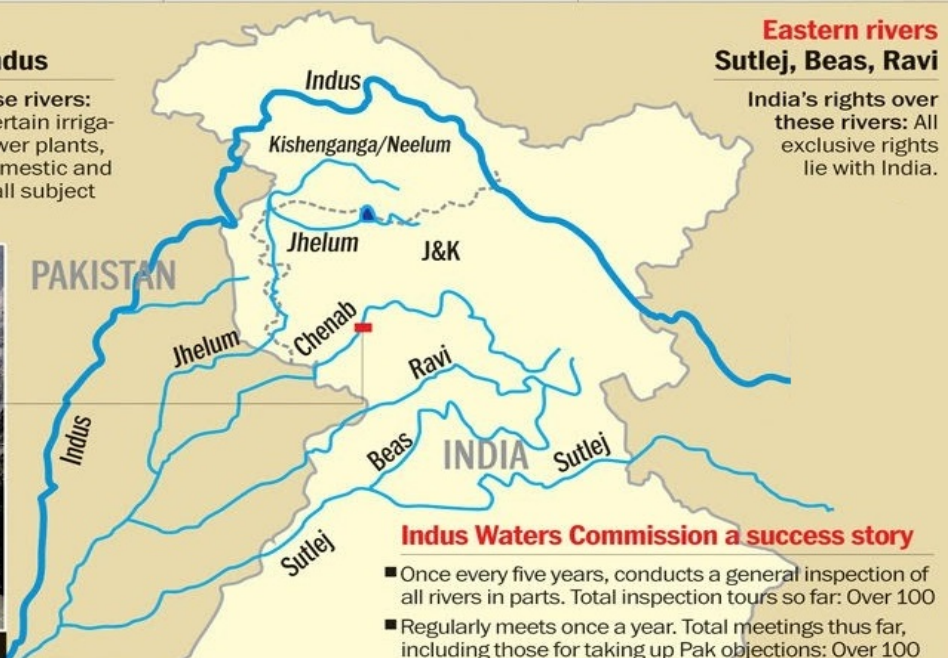 ndus
se rivers:
ertain irriga-
wer plants,
mestic and
all subject
Eastern rivers
Sutlej, Beas, Ravi
India's rights over
these rivers: All
exclusive rights
lie with India.
Indus
Kishenganga/Neelum
Jhelum
J&K
PAKISTAN
Chenab
Jhelum
Ravi
Indus
Beas
INDIA
Sutlej
Sutlej
Indus Waters Commission a success story
■ Once every five years, conducts a general inspection of
all rivers in parts. Total inspection tours so far: Over 100
■ Regularly meets once a year. Total meetings thus far,
including those for taking up Pak objections: Over 100